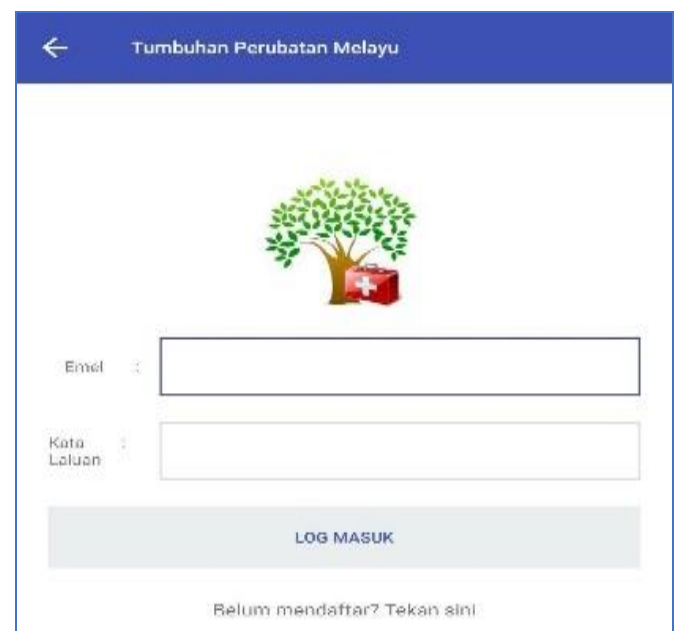 Tumbuhan Perubatan Melayu
Emel :
Kata :
Laluan
LOG MASUK
Belum mendaftar? Tekan sini